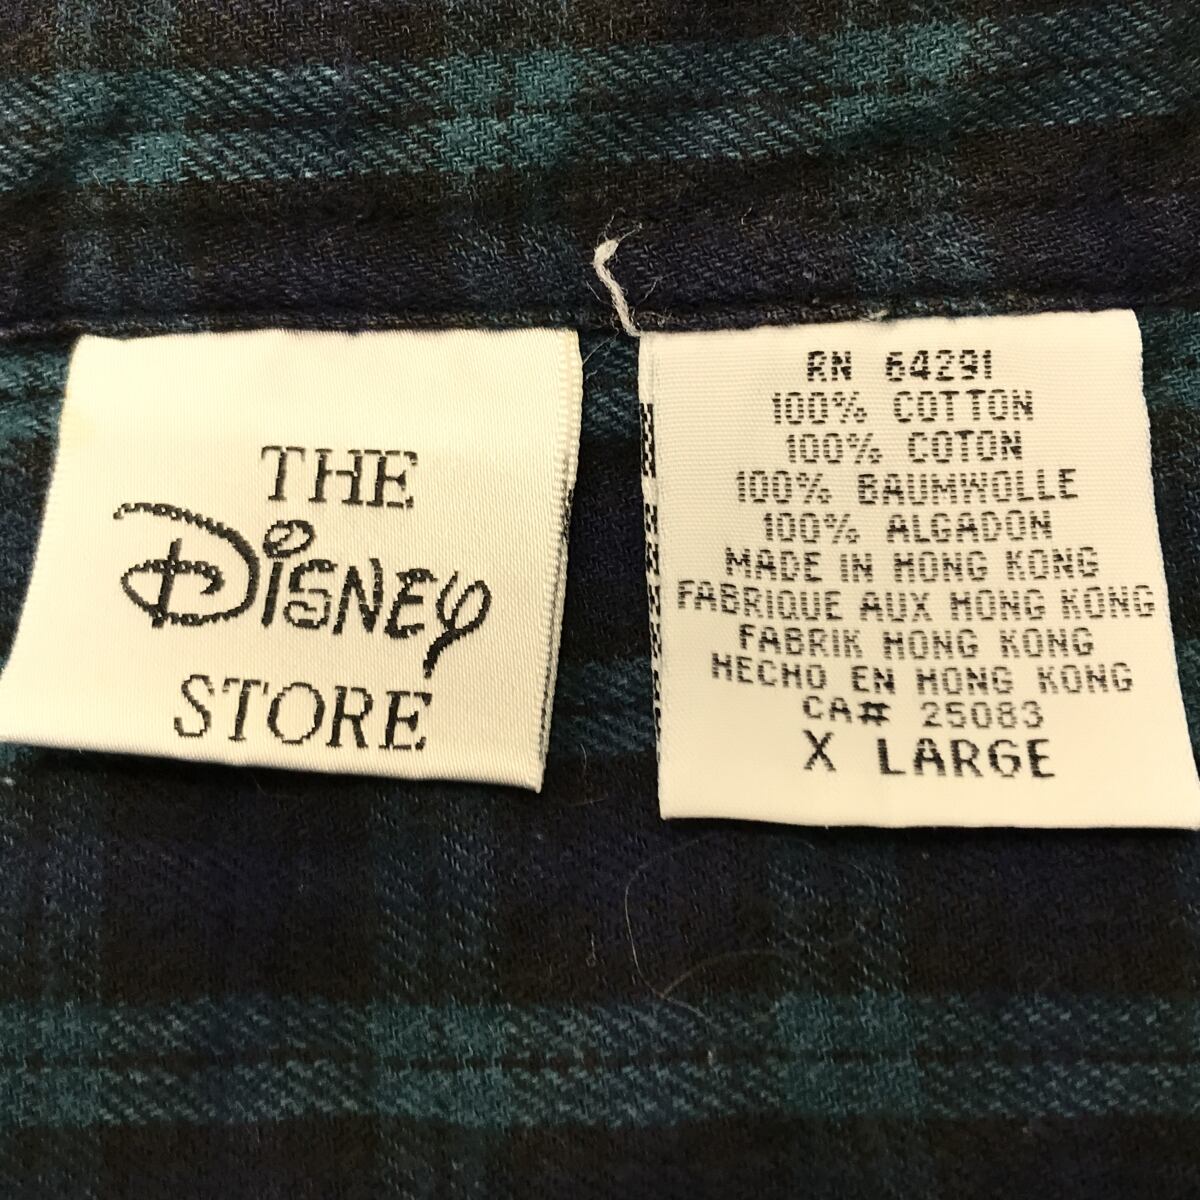 THE
DISNEY
STORE
RN 64291
100% COTTON
100% COTON
100% BAUMWOLLE
100% ALGADON
MADE IN HONG KONG
FABRIQUE AUX HONG KONG
FABRIK HONG KONG
HECHO EN HONG KONG
CA# 25083
X LARGE